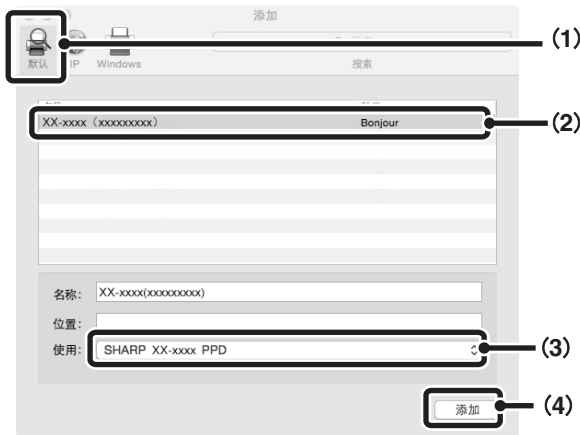 添加
(1)
默认 IP Windows
搜索
XX-xxxx（xxxxxxxxx） Bonjour
(2)
名称： XX-xxxx(xxxxxxxxx)
位置：
使用： SHARP XX-xxxx PPD
(3)
添加
(4)